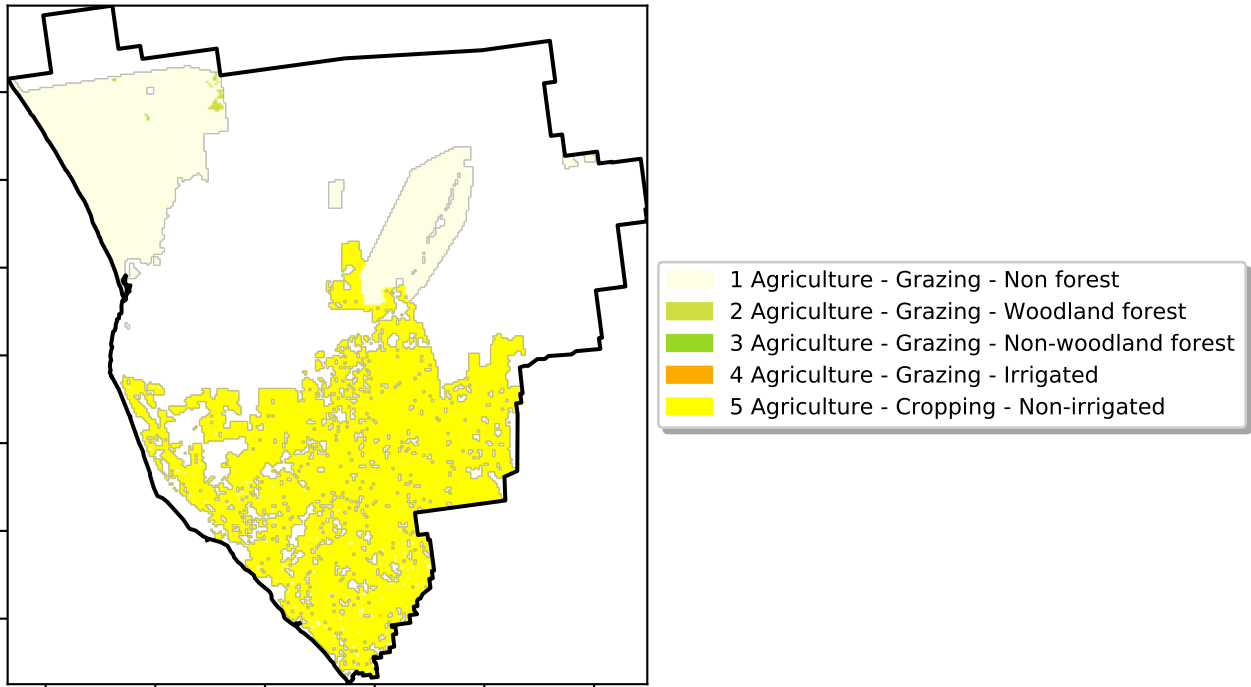 1 Agriculture - Grazing - Non forest
2 Agriculture - Grazing - Woodland forest
3 Agriculture - Grazing - Non-woodland forest
4 Agriculture - Grazing - Irrigated
5 Agriculture - Cropping - Non-irrigated